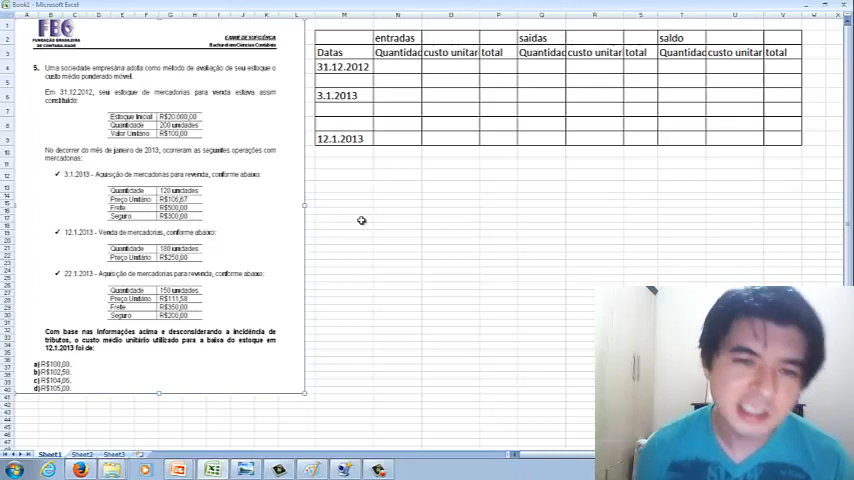 Book1 - Microsoft Excel
FBC
FUNDAÇÃO BRASILEIRA
DE CONTABILIDADE
EXAME DE SUFICIÊNCIA
Bacharel em Ciências Contábeis
5. Uma sociedade empresária adota como método de avaliação de seu estoque o
custo médio ponderado móvel.
Em 31.12.2012, seu estoque de mercadorias para venda estava assim
constituído:
Estoque Inicial R$20.000,00
Quantidade 200 unidades
Valor Unitário R$100,00
No decorrer do mês de janeiro de 2013, ocorreram as seguintes operações com
mercadorias:
✓ 3.1.2013 - Aquisição de mercadorias para revenda, conforme abaixo:
Quantidade 120 unidades
Preço Unitário R$106,67
Frete R$500,00
Seguro R$300,00
✓ 12.1.2013 - Venda de mercadorias, conforme abaixo:
Quantidade 180 unidades
Preço Unitário R$250,00
✓ 22.1.2013 - Aquisição de mercadorias para revenda, conforme abaixo:
Quantidade 150 unidades
Preço Unitário R$111,58
Frete R$350,00
Seguro R$200,00
Com base nas informações acima e desconsiderando a incidência de
tributos, o custo médio unitário utilizado para a baixa do estoque em
12.1.2013 foi de:
a) R$100,00.
b) R$102,50.
c) R$104,06.
d) R$105,00.
entradas saidas saldo
Datas Quantidad custo unitar total Quantidad custo unitar total Quantidad custo unitar total
31.12.2012
3.1.2013
12.1.2013
Sheet1 Sheet2 Sheet3